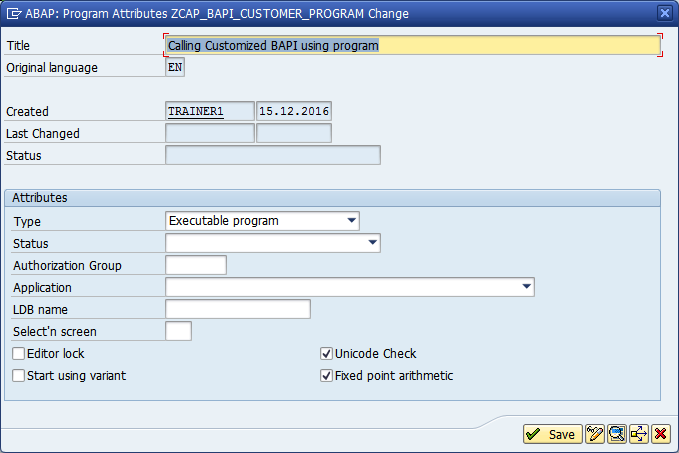 ABAP: Program Attributes ZCAP_BAPI_CUSTOMER_PROGRAM Change
Title Calling Customized BAPI using program
Original language EN
Created TRAINER1 15.12.2016
Last Changed
Status
Attributes
Type Executable program
Status
Authorization Group
Application
LDB name
Select'n screen
Editor lock Unicode Check
Start using variant Fixed point arithmetic
Save